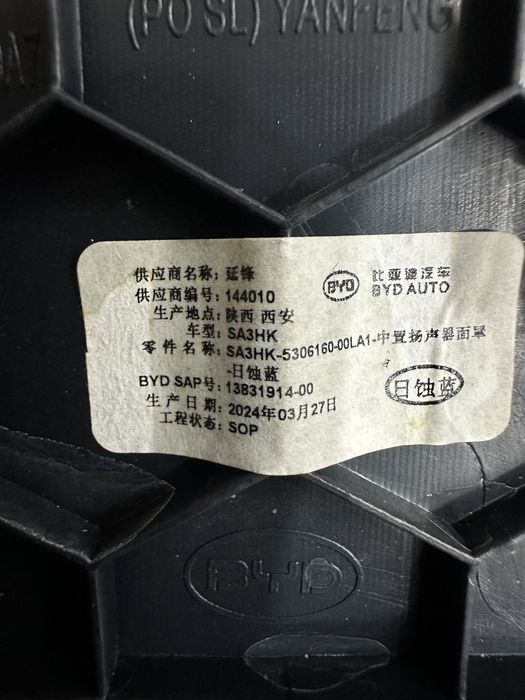 (PO SL) YANFENG
A7
供应商名称: 延锋
供应商编号: 144010
生产地点: 陕西 西安
车型: SA3HK
零件名称: SA3HK-5306160-00LA1-中置扬声器面罩
-日蚀蓝
BYD SAP号: 13831914-00
生产日期: 2024年03月27日
工程状态: SOP
BYD
比亚迪汽车
BYD AUTO
日蚀蓝
BYD